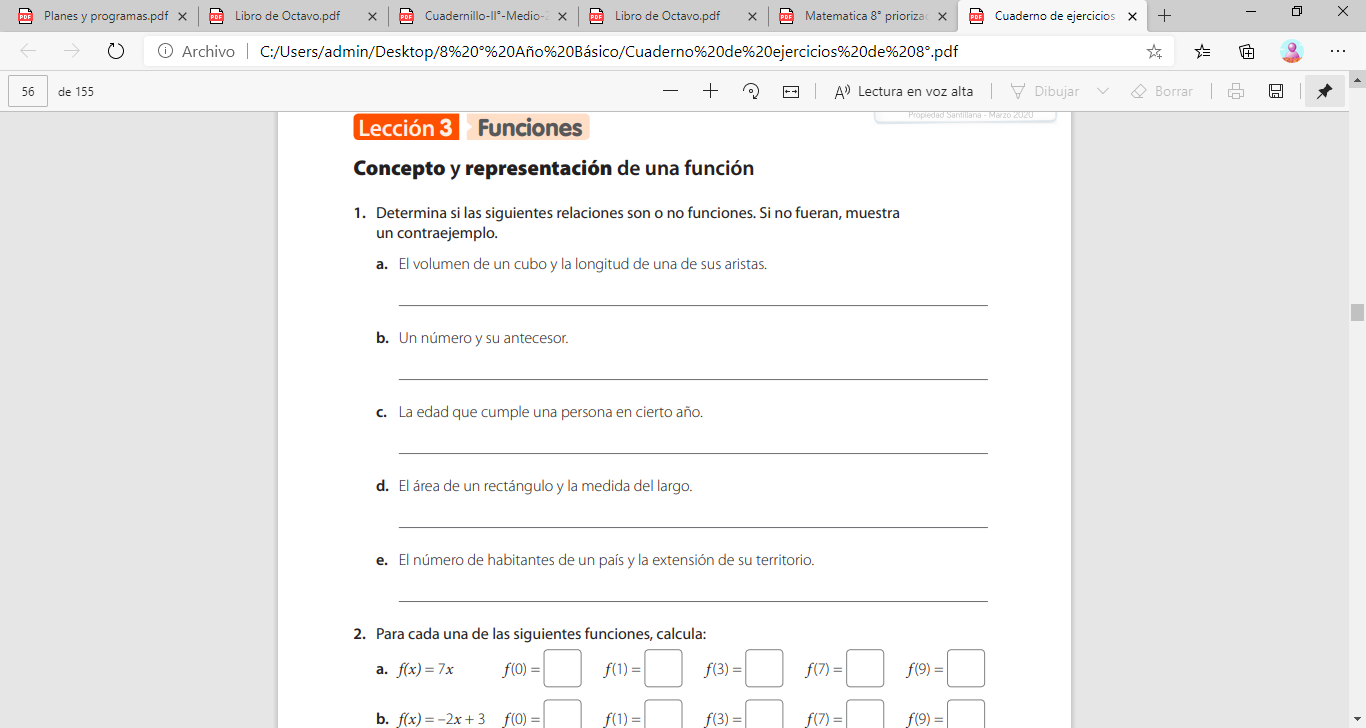 Planes y programas.pdf
Libro de Octavo.pdf
Cuadernillo-II°-Medio-2
Libro de Octavo.pdf
Matematica 8° prioriza
Cuaderno de ejercicios
Archivo
C:/Users/admin/Desktop/8%20°%20Año%20Básico/Cuaderno%20de%20ejercicios%20de%208°.pdf
56 de 155
Lectura en voz alta
Dibujar
Borrar
Lección 3 Funciones
Propiedad Santillana - Marzo 2020
Concepto y representación de una función
1. Determina si las siguientes relaciones son o no funciones. Si no fueran, muestra
un contraejemplo.
a. El volumen de un cubo y la longitud de una de sus aristas.
b. Un número y su antecesor.
c. La edad que cumple una persona en cierto año.
d. El área de un rectángulo y la medida del largo.
e. El número de habitantes de un país y la extensión de su territorio.
2. Para cada una de las siguientes funciones, calcula:
a. f(x) = 7x f(0) = f(1) = f(3) = f(7) = f(9) =
b. f(x) = –2x + 3 f(0) = f(1) = f(3) = f(7) = f(9) =